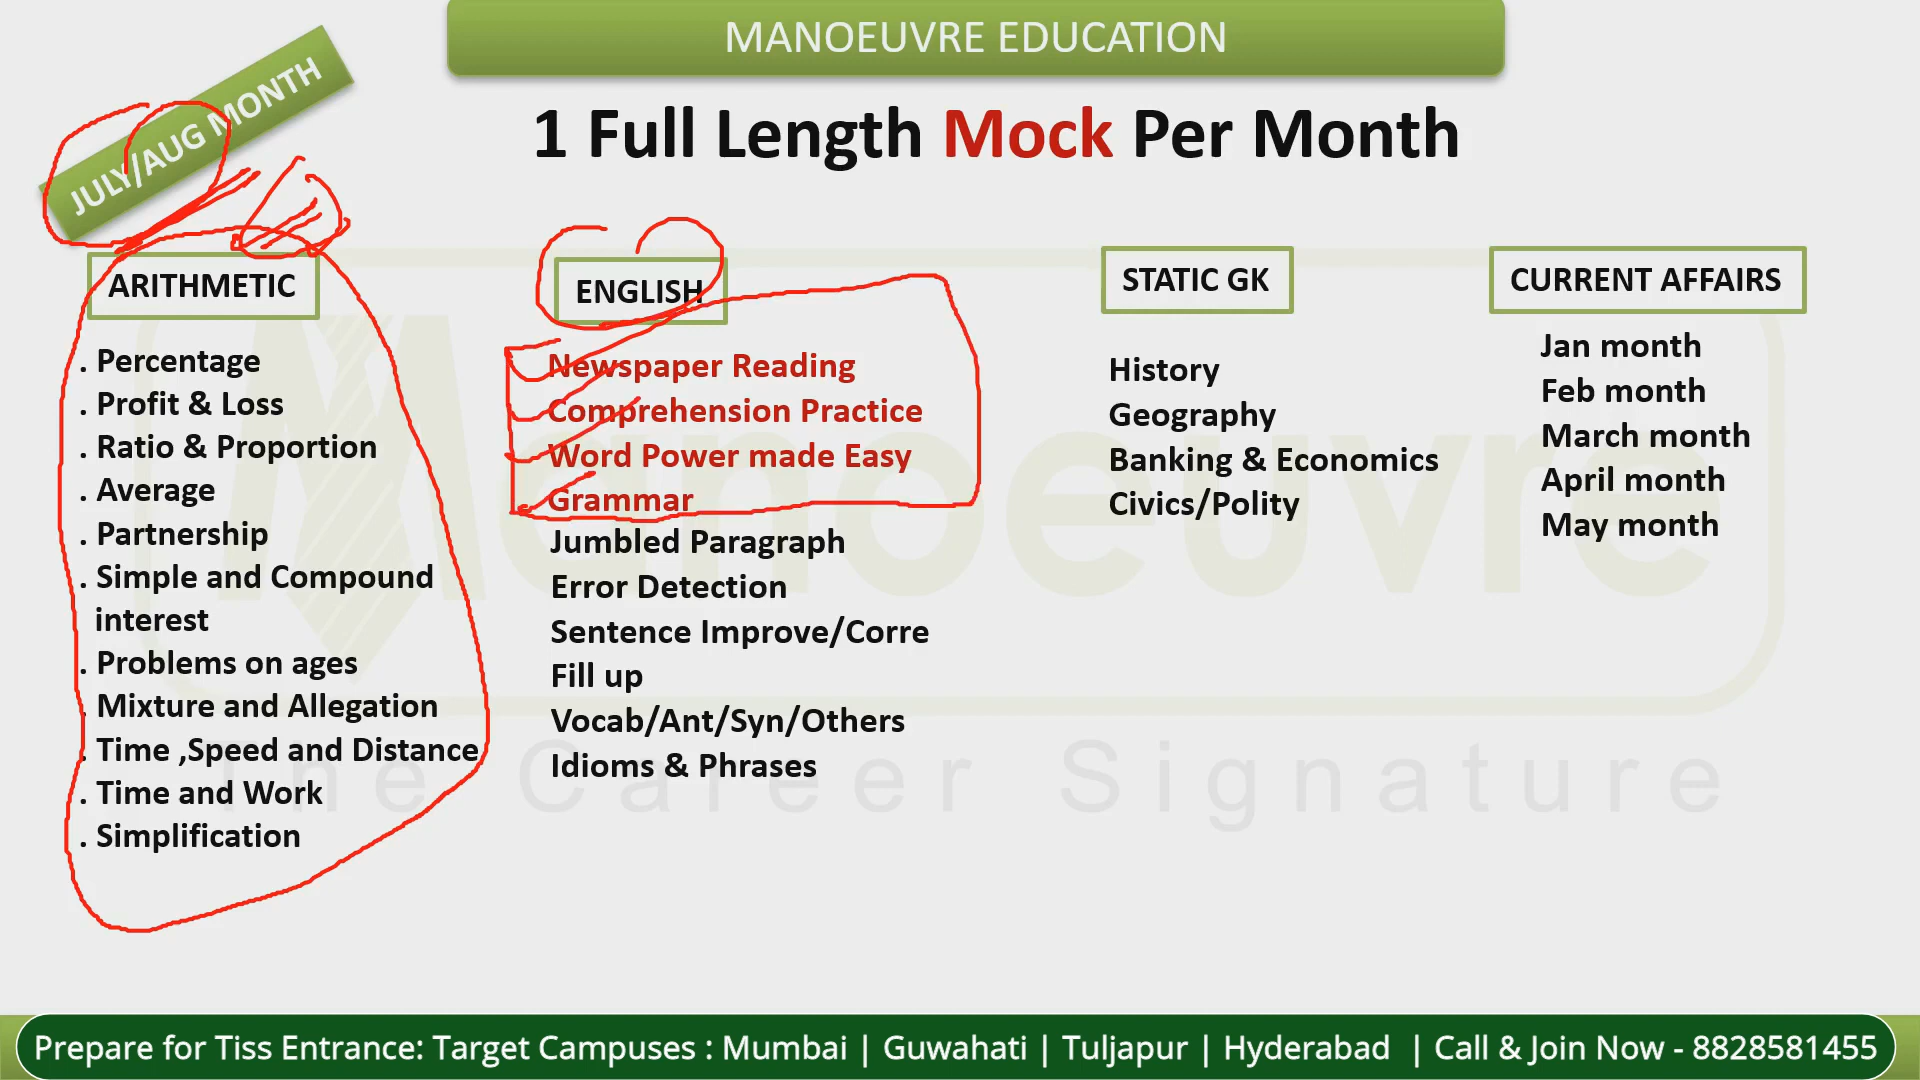 MANOEUVRE EDUCATION
JULY/AUG MONTH
1 Full Length Mock Per Month
ARITHMETIC
. Percentage
. Profit & Loss
. Ratio & Proportion
. Average
. Partnership
. Simple and Compound
interest
. Problems on ages
. Mixture and Allegation
. Time ,Speed and Distance
. Time and Work
. Simplification
ENGLISH
Newspaper Reading
Comprehension Practice
Word Power made Easy
Grammar
Jumbled Paragraph
Error Detection
Sentence Improve/Corre
Fill up
Vocab/Ant/Syn/Others
Idioms & Phrases
STATIC GK
History
Geography
Banking & Economics
Civics/Polity
CURRENT AFFAIRS
Jan month
Feb month
March month
April month
May month
Manoeuvre
The Career Signature
Prepare for Tiss Entrance: Target Campuses : Mumbai | Guwahati | Tuljapur | Hyderabad | Call & Join Now - 8828581455